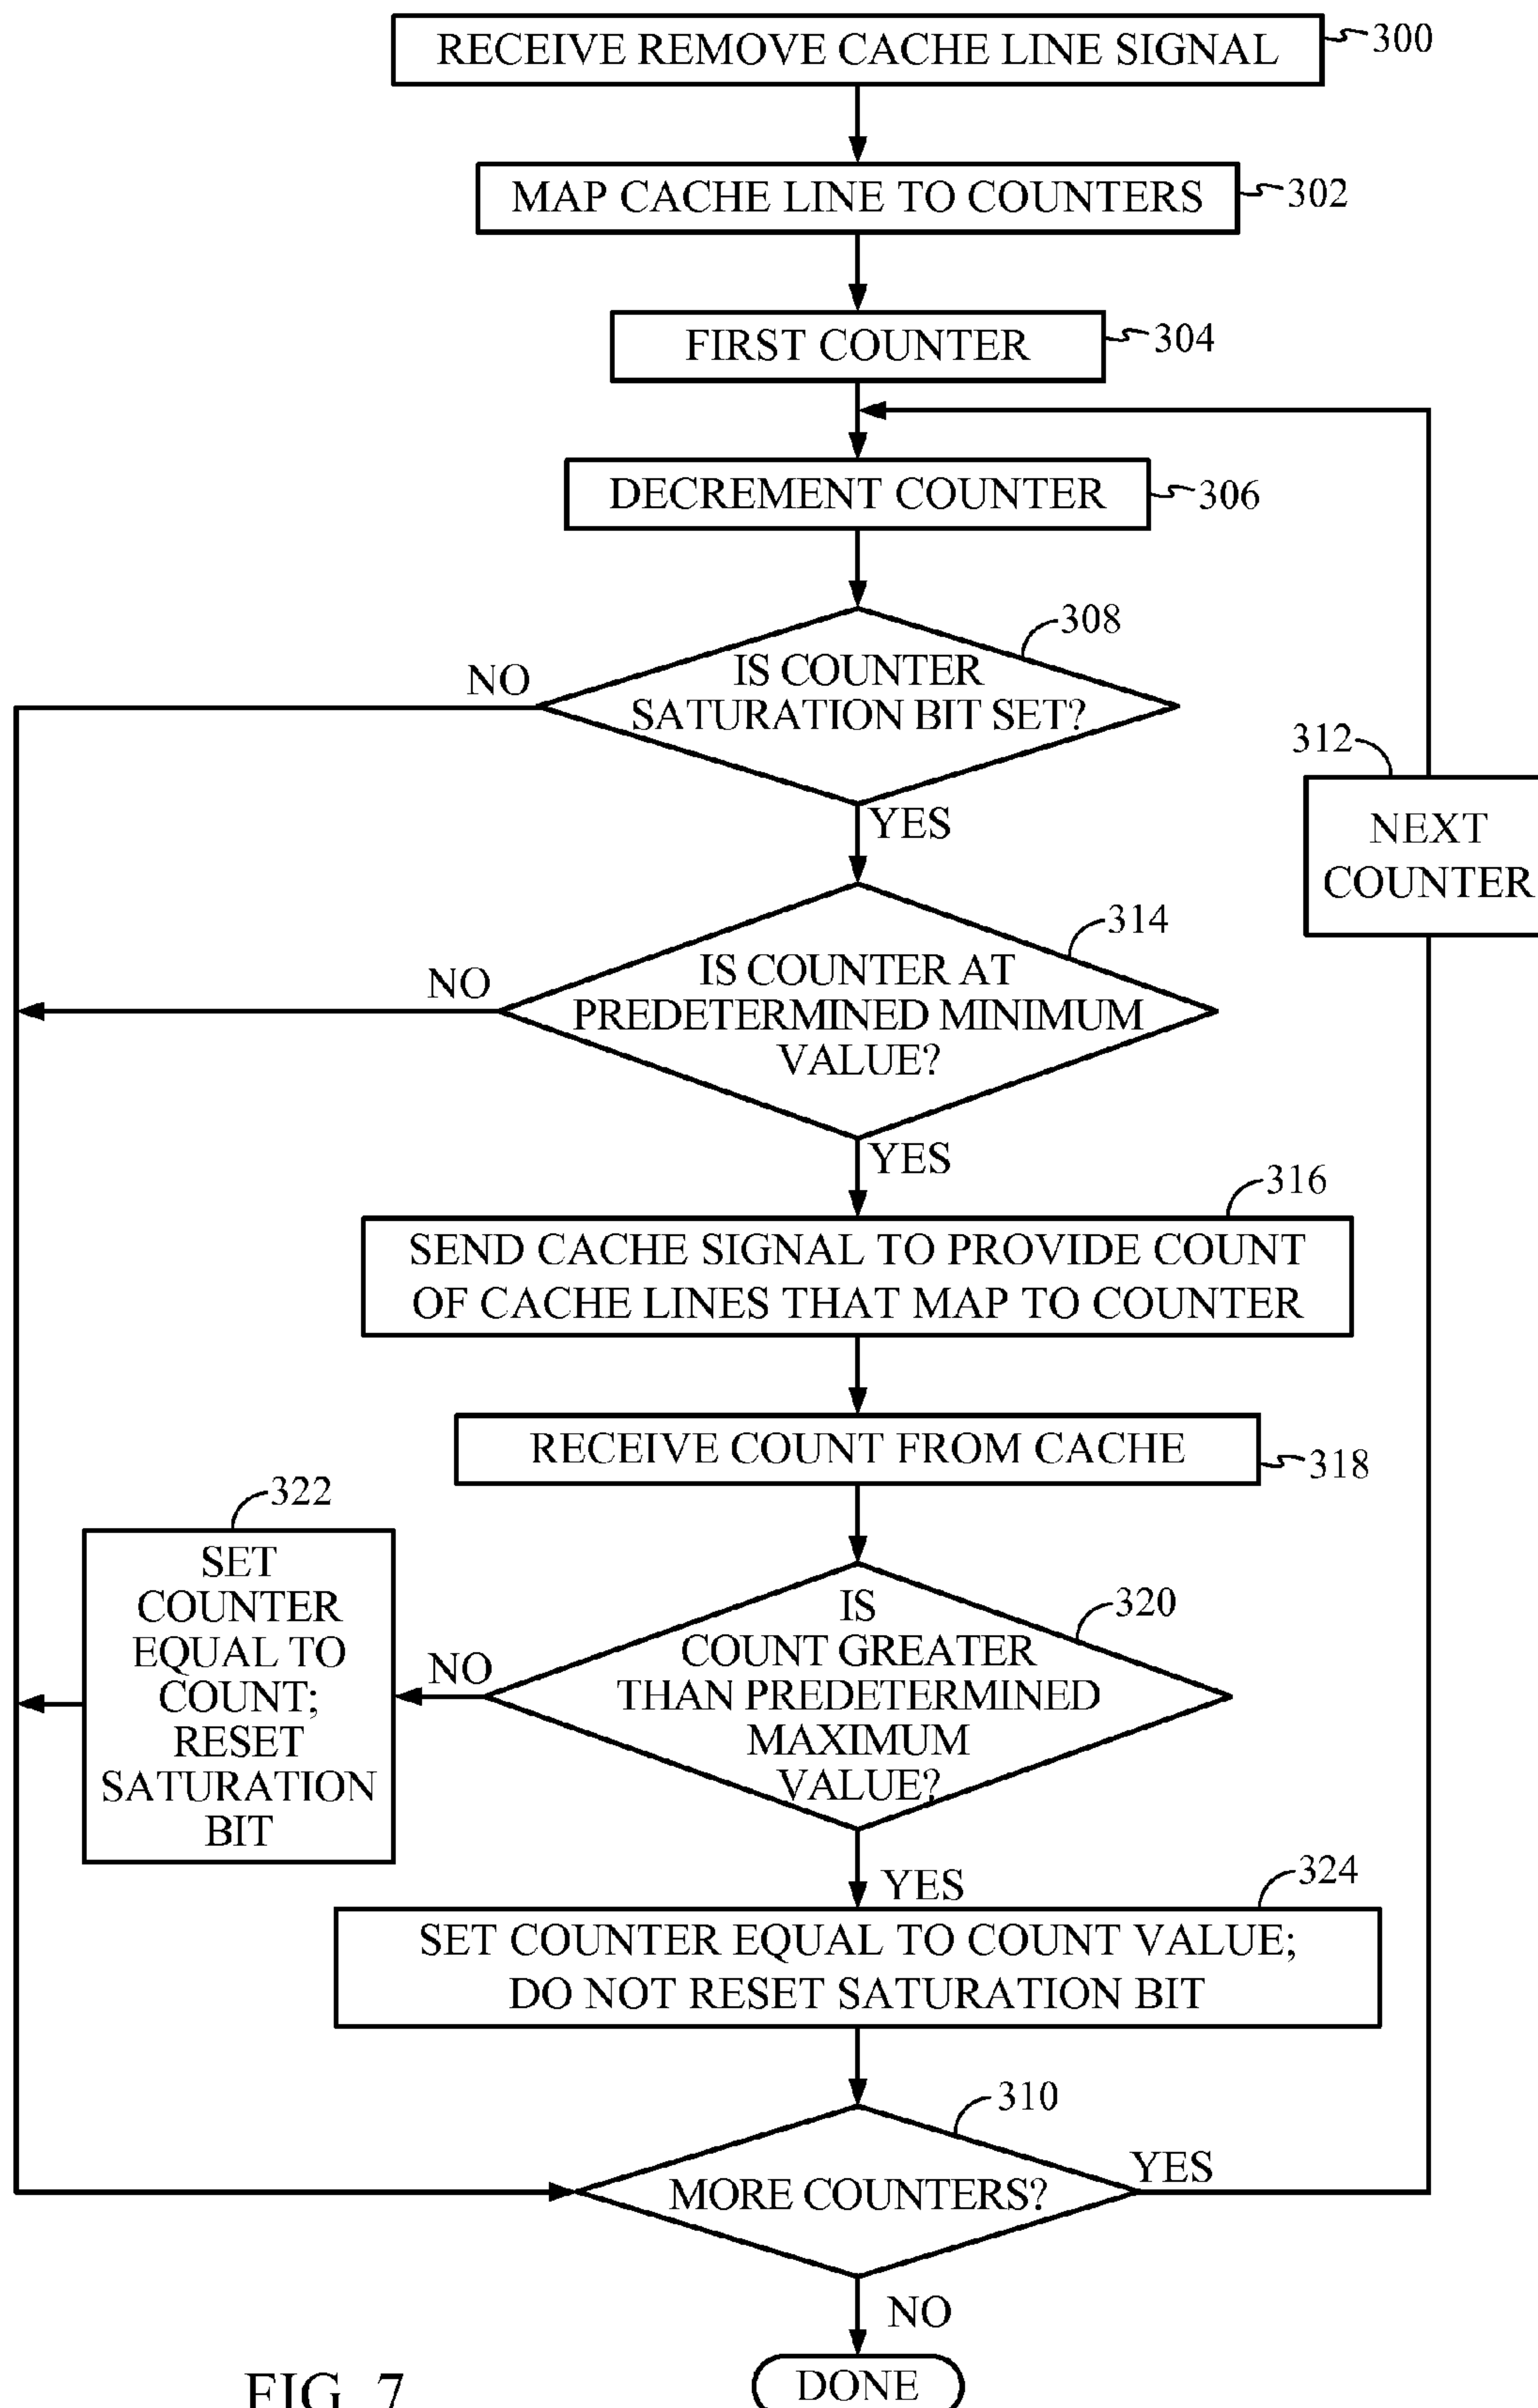 RECEIVE REMOVE CACHE LINE SIGNAL
300
MAP CACHE LINE TO COUNTERS
302
FIRST COUNTER
304
DECREMENT COUNTER
306
308
IS COUNTER
SATURATION BIT SET?
NO
YES
312
NEXT
COUNTER
314
IS COUNTER AT
PREDETERMINED MINIMUM
VALUE?
NO
YES
316
SEND CACHE SIGNAL TO PROVIDE COUNT
OF CACHE LINES THAT MAP TO COUNTER
RECEIVE COUNT FROM CACHE
318
322
SET
COUNTER
EQUAL TO
COUNT;
RESET
SATURATION
BIT
NO
320
IS
COUNT GREATER
THAN PREDETERMINED
MAXIMUM
VALUE?
YES
324
SET COUNTER EQUAL TO COUNT VALUE;
DO NOT RESET SATURATION BIT
310
MORE COUNTERS?
YES
NO
DONE
FIG. 7